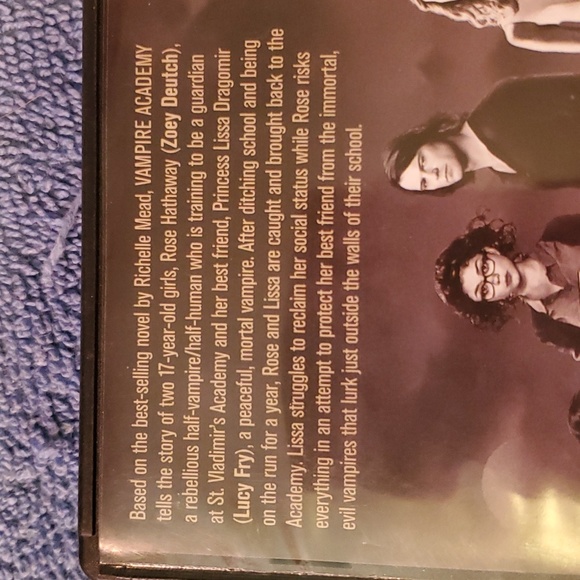 Based on the best-selling novel by Richelle Mead, VAMPIRE ACADEMY
tells the story of two 17-year-old girls, Rose Hathaway (Zoey Deutch),
a rebellious half-vampire/half-human who is training to be a guardian
at St. Vladimir's Academy and her best friend, Princess Lissa Dragomir
(Lucy Fry), a peaceful, mortal vampire. After ditching school and being
on the run for a year, Rose and Lissa are caught and brought back to the
Academy. Lissa struggles to reclaim her social status while Rose risks
everything in an attempt to protect her best friend from the immortal,
evil vampires that lurk just outside the walls of their school.